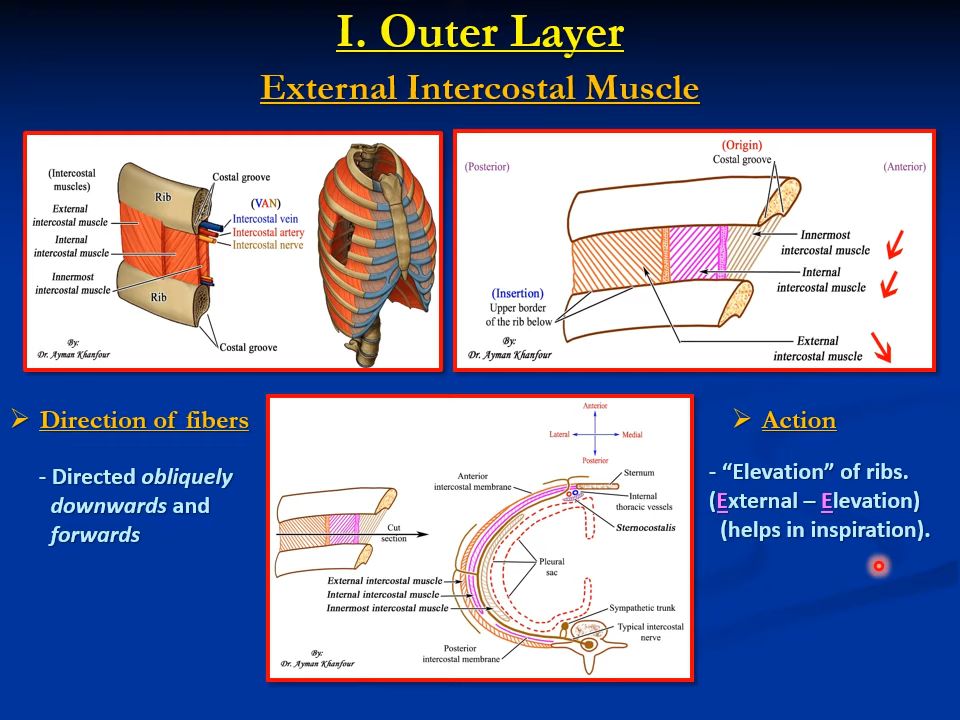 I. Outer Layer
External Intercostal Muscle
(Intercostal
muscles)
External
intercostal muscle
Internal
intercostal muscle
Innermost
intercostal muscle
Rib
Rib
Costal groove
(VAN)
Intercostal vein
Intercostal artery
Intercostal nerve
Costal groove
By:
Dr. Ayman Khanfour
(Posterior)
(Origin)
Costal groove
(Anterior)
Innermost
intercostal muscle
Internal
intercostal muscle
(Insertion)
Upper border
of the rib below
External
intercostal muscle
By:
Dr. Ayman Khanfour
➢ Direction of fibers
- Directed obliquely
downwards and
forwards
Anterior
Lateral
Medial
Posterior
Anterior
intercostal membrane
Sternum
Internal
thoracic vessels
Sternocostalis
Cut
section
Pleural
sac
External intercostal muscle
Internal intercostal muscle
Innermost intercostal muscle
Sympathetic trunk
Typical intercostal
nerve
Posterior
intercostal membrane
By:
Dr. Ayman Khanfour
➢ Action
- “Elevation” of ribs.
(External – Elevation)
(helps in inspiration).